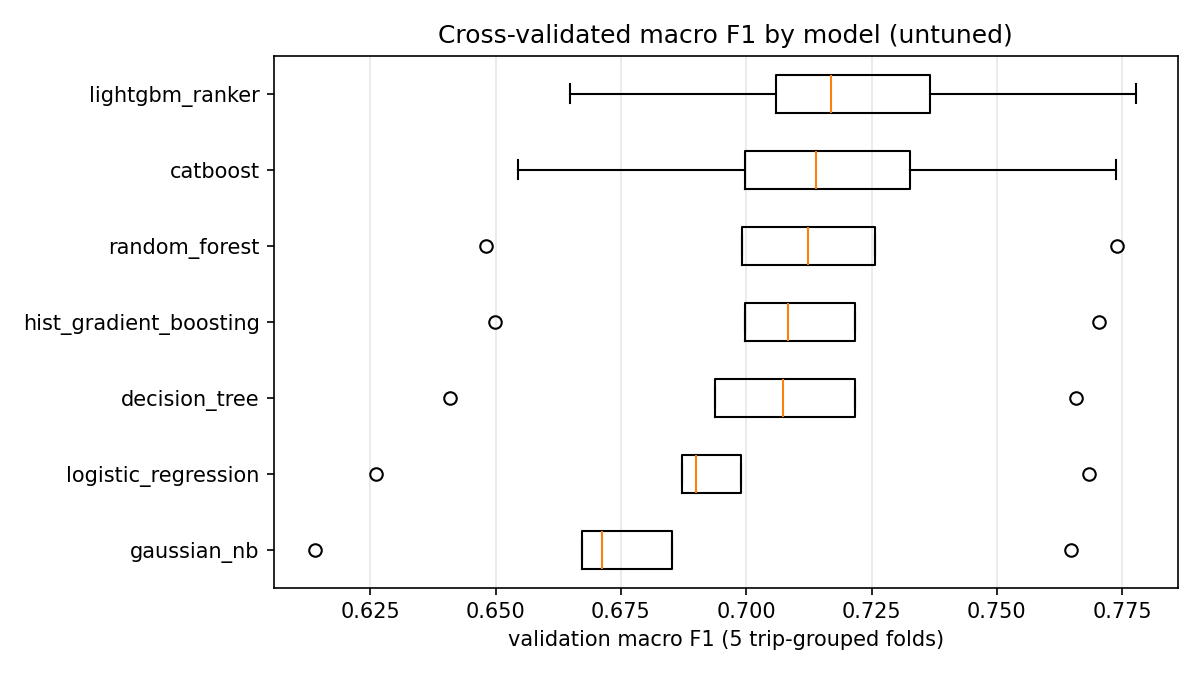 Cross-validated macro F1 by model (untuned)
lightgbm_ranker
catboost
random_forest
hist_gradient_boosting
decision_tree
logistic_regression
gaussian_nb
0.625 0.650 0.675 0.700 0.725 0.750 0.775
validation macro F1 (5 trip-grouped folds)